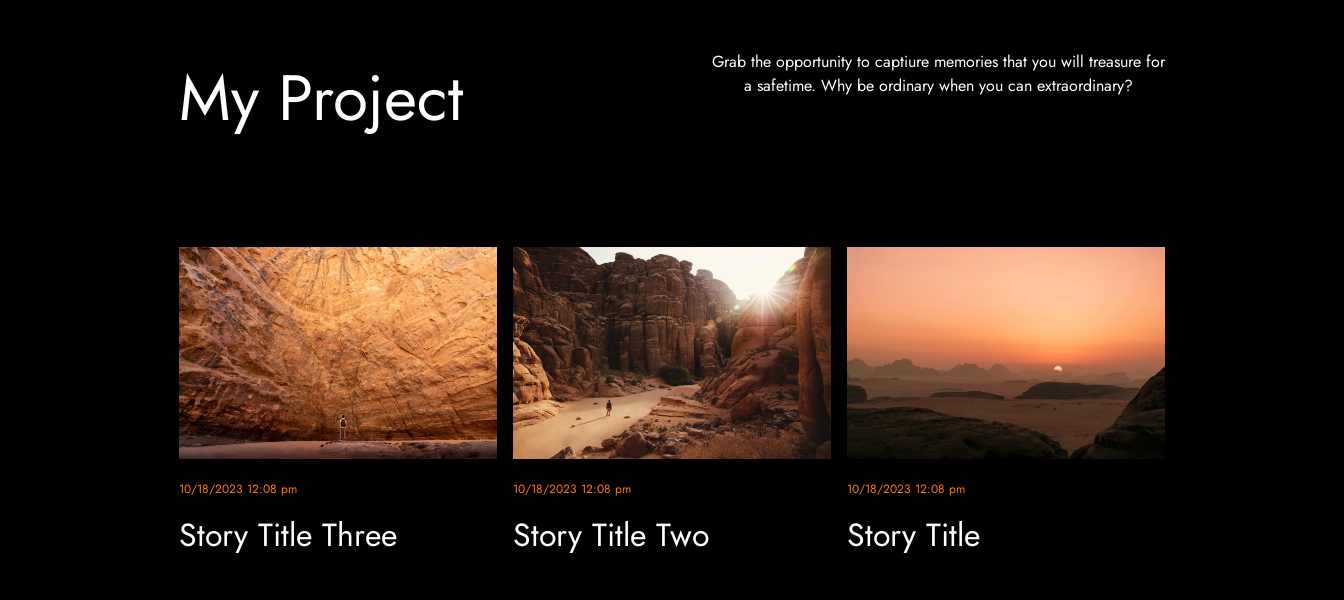 My Project
Grab the opportunity to captiure memories that you will treasure for
a safetime. Why be ordinary when you can extraordinary?
10/18/2023 12:08 pm
Story Title Three
10/18/2023 12:08 pm
Story Title Two
10/18/2023 12:08 pm
Story Title